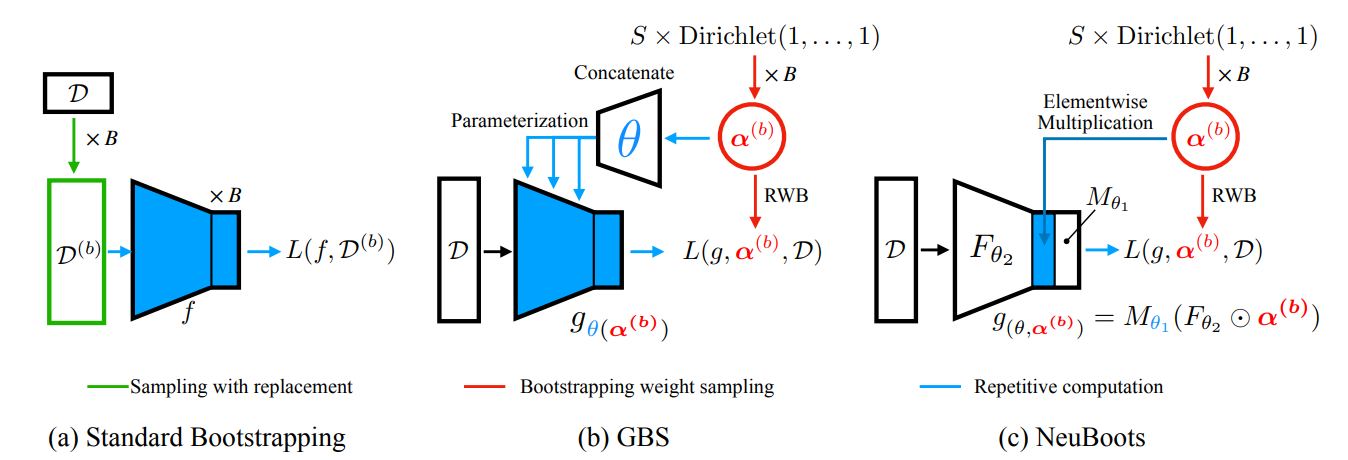 𝒟
× B
𝒟^(b)
× B
f
L(f, 𝒟^(b))
S × Dirichlet(1, . . . , 1)
× B
Concatenate
Parameterization
θ
α^(b)
RWB
𝒟
L(g, α^(b), 𝒟)
g_θ(α^(b))
S × Dirichlet(1, . . . , 1)
× B
Elementwise
Multiplication
α^(b)
RWB
M_θ₁
𝒟
F_θ₂
L(g, α^(b), 𝒟)
g_(θ,α^(b)) = M_θ₁(F_θ₂ ⊙ α^(b))
Sampling with replacement
Bootstrapping weight sampling
Repetitive computation
(a) Standard Bootstrapping
(b) GBS
(c) NeuBoots